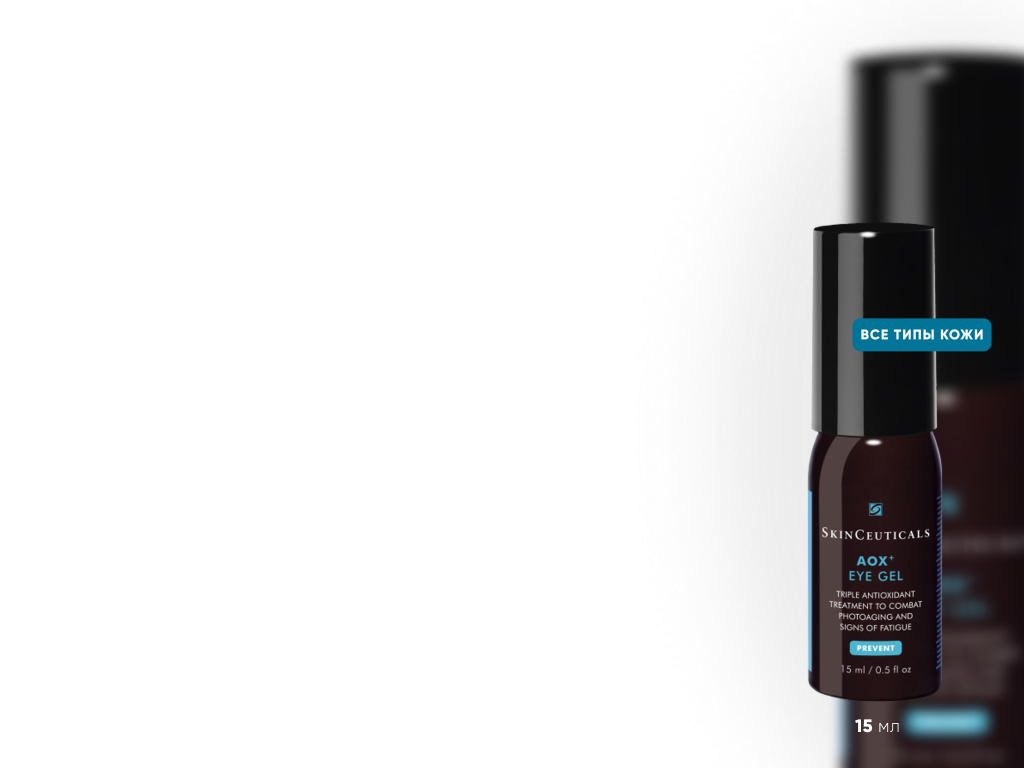 ВСЕ ТИПЫ КОЖИ
SKINCEUTICALS
AOX+
EYE GEL
TRIPLE ANTIOXIDANT
TREATMENT TO COMBAT
PHOTOAGING AND
SIGNS OF FATIGUE
PREVENT
15 ml / 0.5 fl oz
15 мл